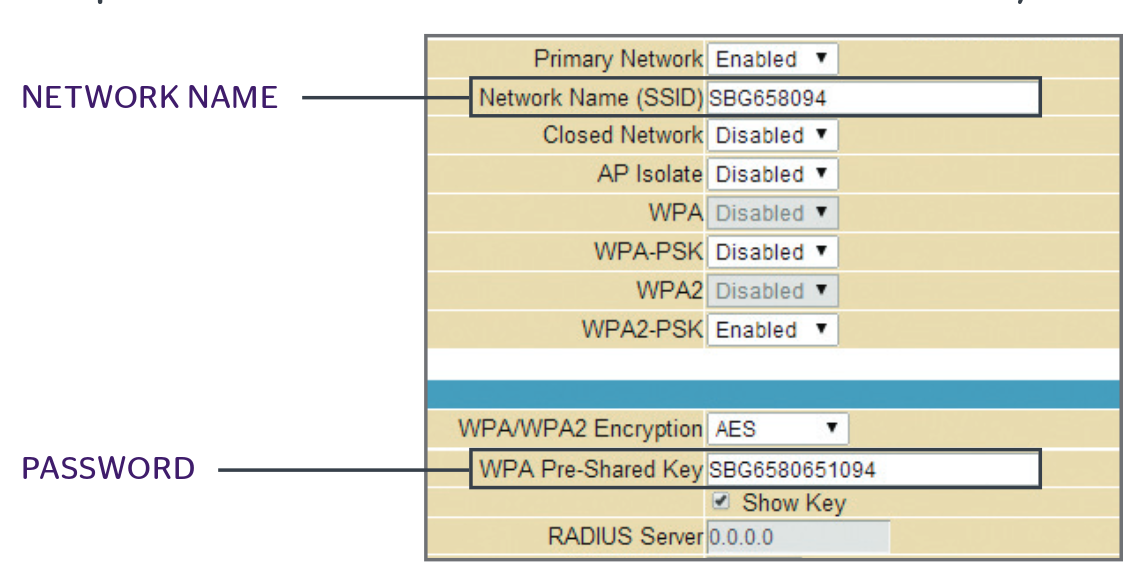 Primary Network Enabled
NETWORK NAME
Network Name (SSID) SBG658094
Closed Network Disabled
AP Isolate Disabled
WPA Disabled
WPA-PSK Disabled
WPA2 Disabled
WPA2-PSK Enabled
WPA/WPA2 Encryption AES
PASSWORD
WPA Pre-Shared Key SBG6580651094
Show Key
RADIUS Server 0.0.0.0